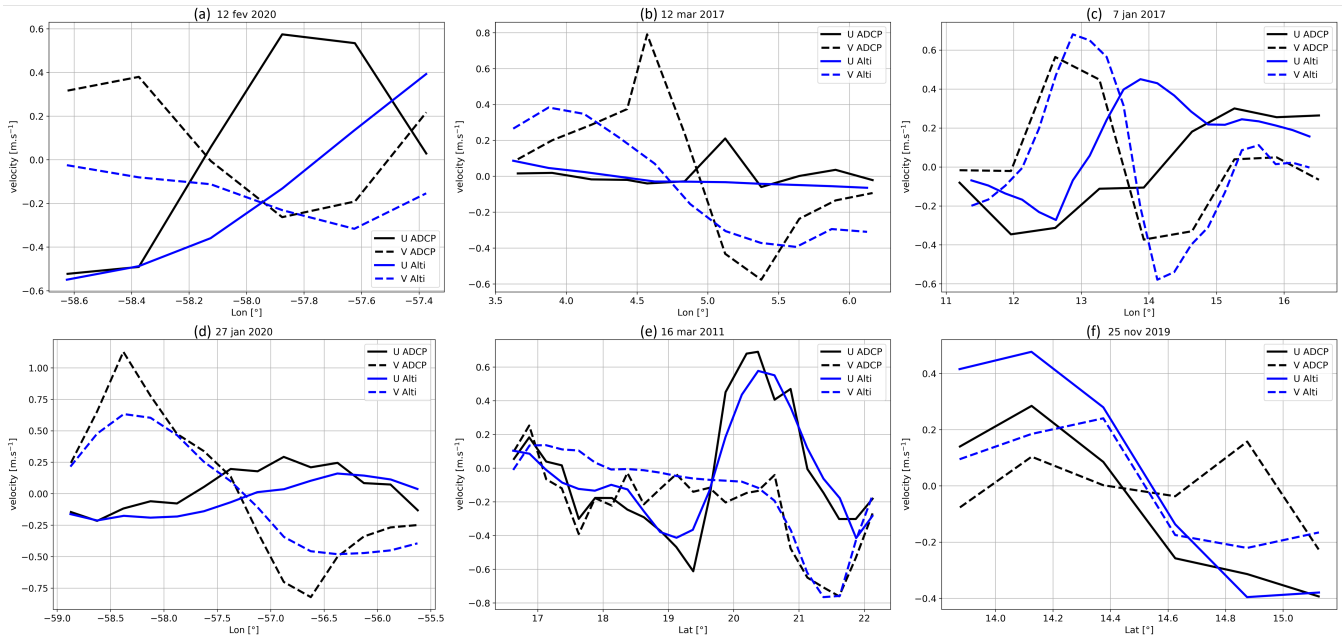 (a) 12 fev 2020
0.6
0.4
0.2
0.0
−0.2
−0.4
−0.6
velocity [m.s⁻¹]
U ADCP
V ADCP
U Alti
V Alti
−58.6 −58.4 −58.2 −58.0 −57.8 −57.6 −57.4
Lon [°]
(b) 12 mar 2017
0.8
0.6
0.4
0.2
0.0
−0.2
−0.4
−0.6
velocity [m.s⁻¹]
U ADCP
V ADCP
U Alti
V Alti
3.5 4.0 4.5 5.0 5.5 6.0
Lon [°]
(c) 7 jan 2017
0.6
0.4
0.2
0.0
−0.2
−0.4
−0.6
velocity [m.s⁻¹]
U ADCP
V ADCP
U Alti
V Alti
11 12 13 14 15 16
Lon [°]
(d) 27 jan 2020
1.00
0.75
0.50
0.25
0.00
−0.25
−0.50
−0.75
velocity [m.s⁻¹]
U ADCP
V ADCP
U Alti
V Alti
−59.0 −58.5 −58.0 −57.5 −57.0 −56.5 −56.0 −55.5
Lon [°]
(e) 16 mar 2011
0.6
0.4
0.2
0.0
−0.2
−0.4
−0.6
−0.8
velocity [m.s⁻¹]
U ADCP
V ADCP
U Alti
V Alti
17 18 19 20 21 22
Lat [°]
(f) 25 nov 2019
0.4
0.2
0.0
−0.2
−0.4
velocity [m.s⁻¹]
U ADCP
V ADCP
U Alti
V Alti
14.0 14.2 14.4 14.6 14.8 15.0
Lat [°]